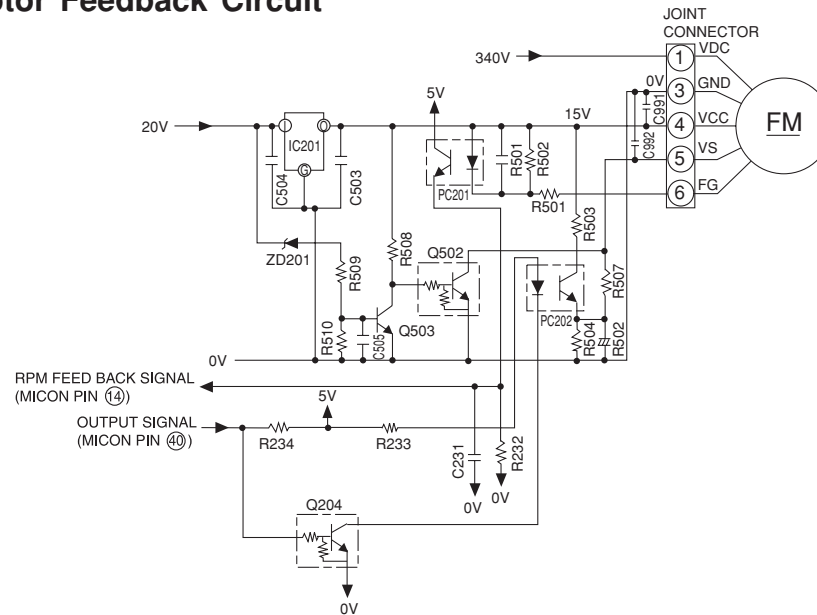 tor Feedback Circuit
JOINT
CONNECTOR
340V
1
VDC
0V
3
GND
C991
5V
15V
4
VCC
FM
20V
I
O
IC201
G
C504
C503
PC201
R501
R502
C992
5
VS
6
FG
R501
R503
ZD201
R509
R508
Q502
R507
PC202
R510
C505
Q503
R504
R502
0V
RPM FEED BACK SIGNAL
(MICON PIN 14)
5V
OUTPUT SIGNAL
(MICON PIN 40)
R234
R233
C231
R232
0V
0V
Q204
0V